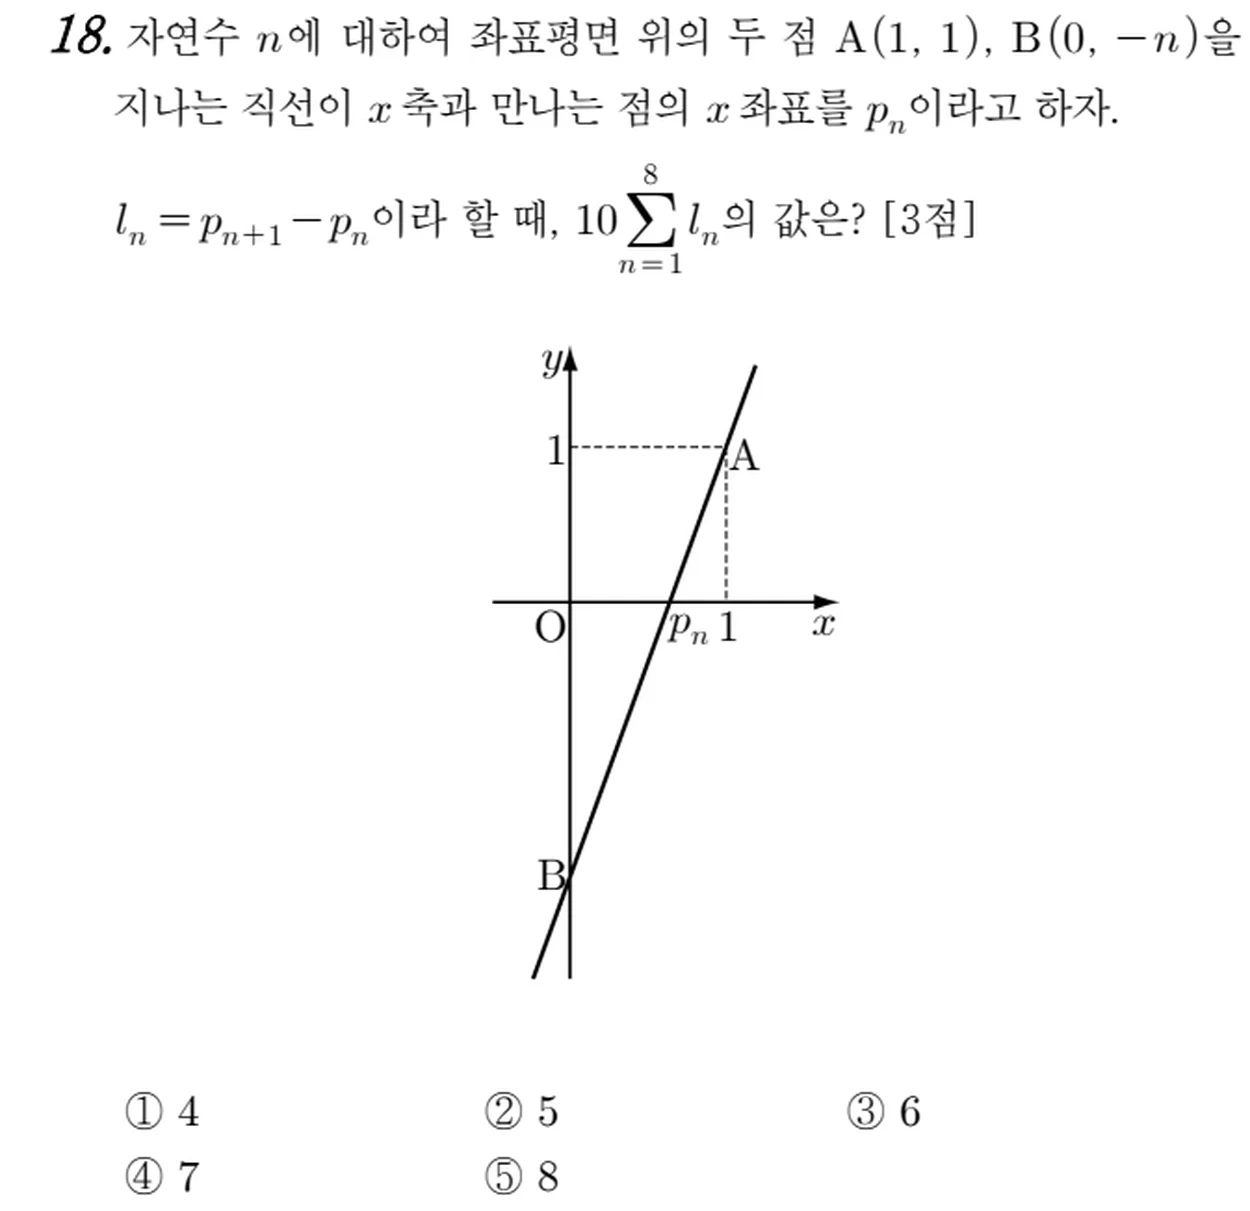 18. 자연수 n에 대하여 좌표평면 위의 두 점 A(1, 1), B(0, −n)을
지나는 직선이 x축과 만나는 점의 x좌표를 pₙ이라고 하자.
lₙ = pₙ₊₁ − pₙ이라 할 때, 10 ∑_{n=1}^{8} lₙ의 값은? [3점]
y
1
A
O
pₙ 1
x
B
① 4 ② 5 ③ 6
④ 7 ⑤ 8